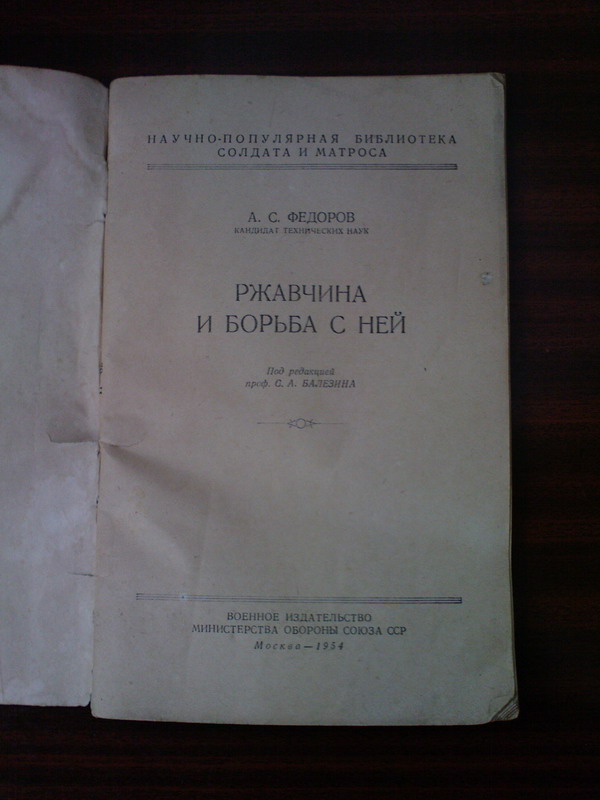 НАУЧНО-ПОПУЛЯРНАЯ БИБЛИОТЕКА
СОЛДАТА И МАТРОСА
А. С. ФЕДОРОВ
КАНДИДАТ ТЕХНИЧЕСКИХ НАУК
РЖАВЧИНА
И БОРЬБА С НЕЙ
Под редакцией
проф. С. А. БАЛЕЗИНА
ВОЕННОЕ ИЗДАТЕЛЬСТВО
МИНИСТЕРСТВА ОБОРОНЫ СОЮЗА ССР
Москва — 1954